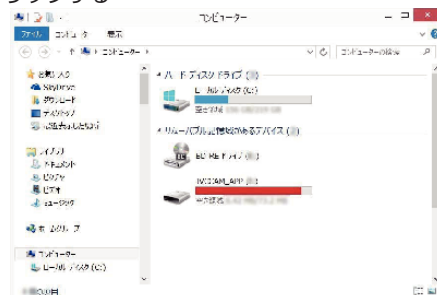 コンピューター
ファイル コンピューター 表示
コンピューター
コンピューターの検索
お気に入り
SkyDrive
ダウンロード
デスクトップ
最近表示した場所
ライブラリ
ドキュメント
ピクチャ
ビデオ
ミュージック
ホームグループ
コンピューター
ローカル ディスク (C:)
ハード ディスク ドライブ
ローカル ディスク (C:)
空き領域
リムーバブル記憶域があるデバイス
BD-RE ドライブ
TVCCAM_APP
空き領域
の項目